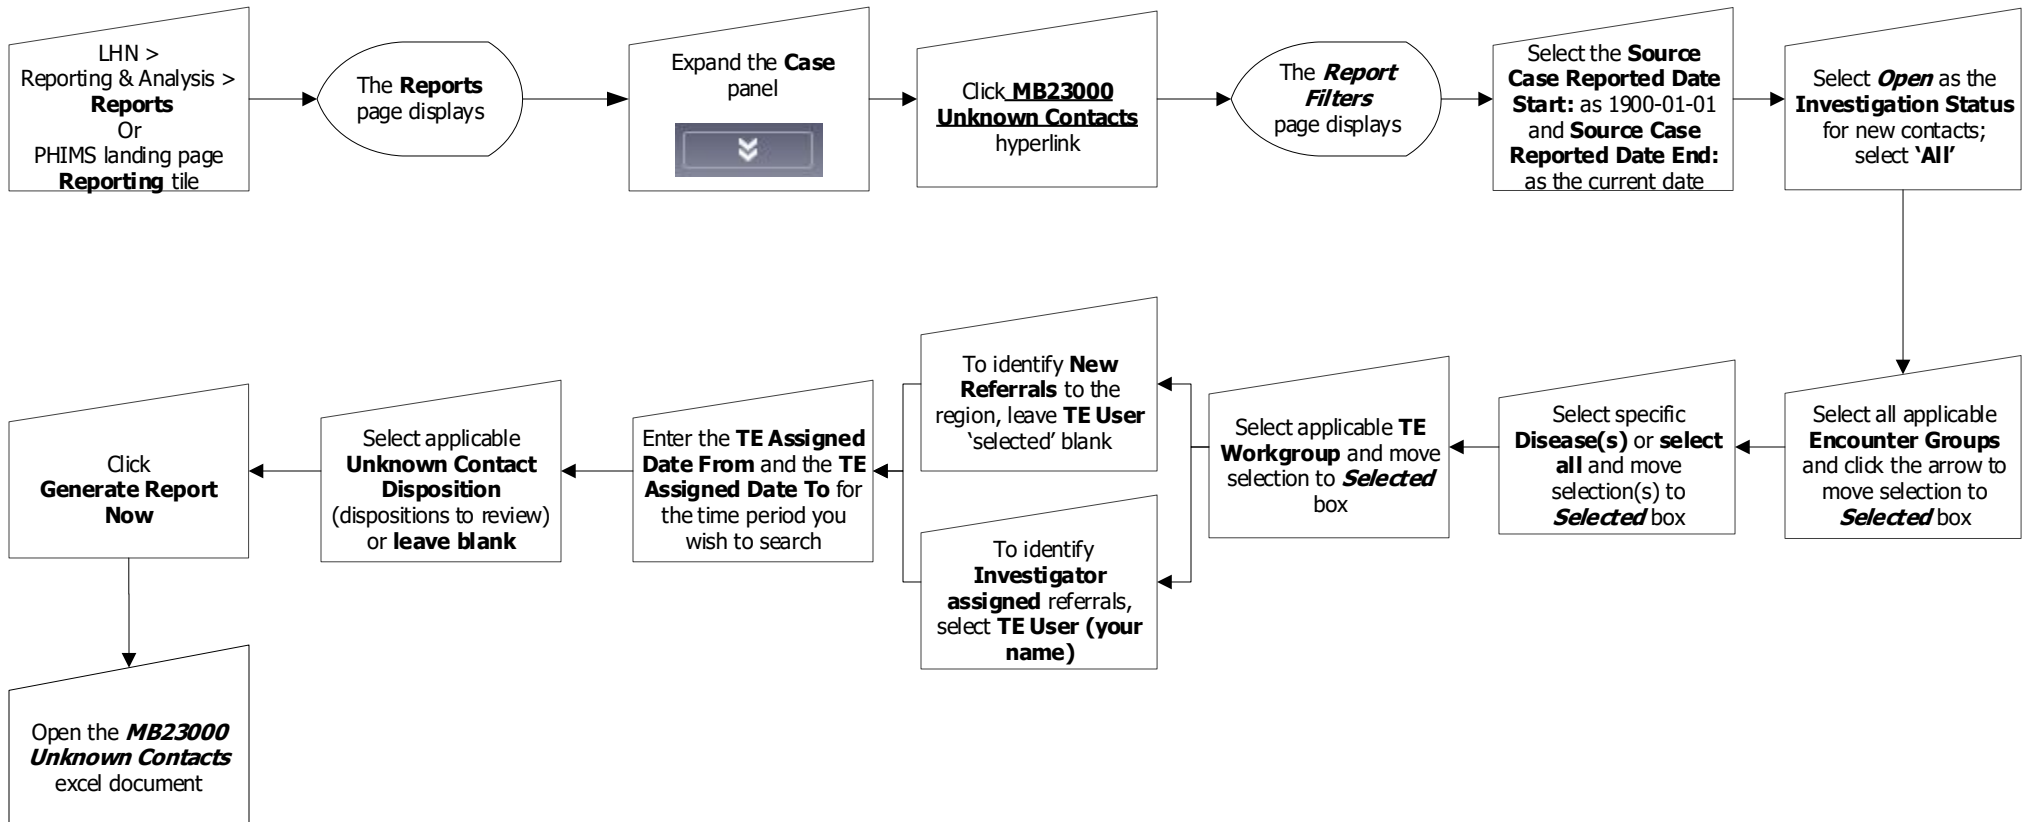 LHN >
Reporting & Analysis >
Reports
Or
PHIMS landing page
Reporting tile
The Reports
page displays
Expand the Case
panel
Click MB23000
Unknown Contacts
hyperlink
The Report
Filters
page displays
Select the Source
Case Reported Date
Start: as 1900-01-01
and Source Case
Reported Date End:
as the current date
Select Open as the
Investigation Status
for new contacts;
select ‘All’
Select all applicable
Encounter Groups
and click the arrow to
move selection to
Selected box
Select specific
Disease(s) or select
all and move
selection(s) to
Selected box
Select applicable TE
Workgroup and move
selection to Selected
box
To identify New
Referrals to the
region, leave TE User
‘selected’ blank
To identify
Investigator
assigned referrals,
select TE User (your
name)
Enter the TE Assigned
Date From and the TE
Assigned Date To for
the time period you
wish to search
Select applicable
Unknown Contact
Disposition
(dispositions to review)
or leave blank
Click
Generate Report
Now
Open the MB23000
Unknown Contacts
excel document